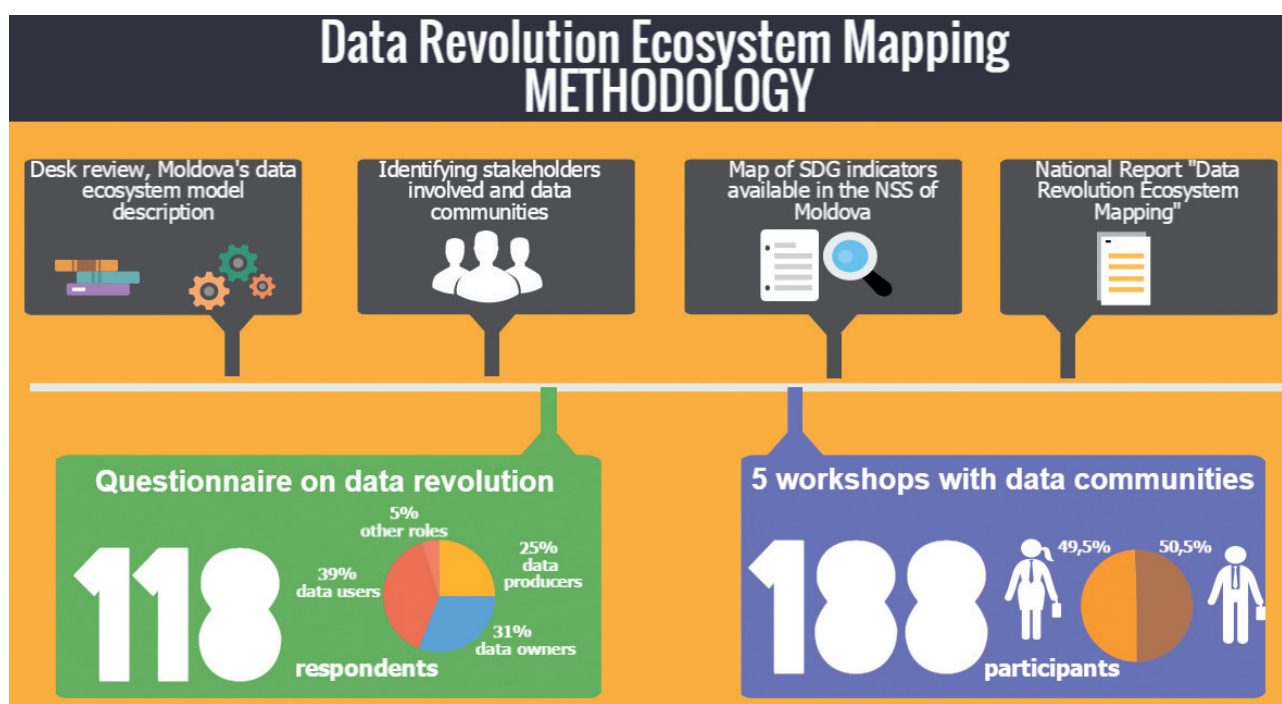 Data Revolution Ecosystem Mapping
METHODOLOGY
Desk review, Moldova's data
ecosystem model
description
Identifying stakeholders
involved and data
communities
Map of SDG indicators
available in the NSS of
Moldova
National Report "Data
Revolution Ecosystem
Mapping"
Questionnaire on data revolution
118
respondents
5%
other roles
25%
data
producers
39%
data users
31%
data owners
5 workshops with data communities
188
participants
49,5%
50,5%